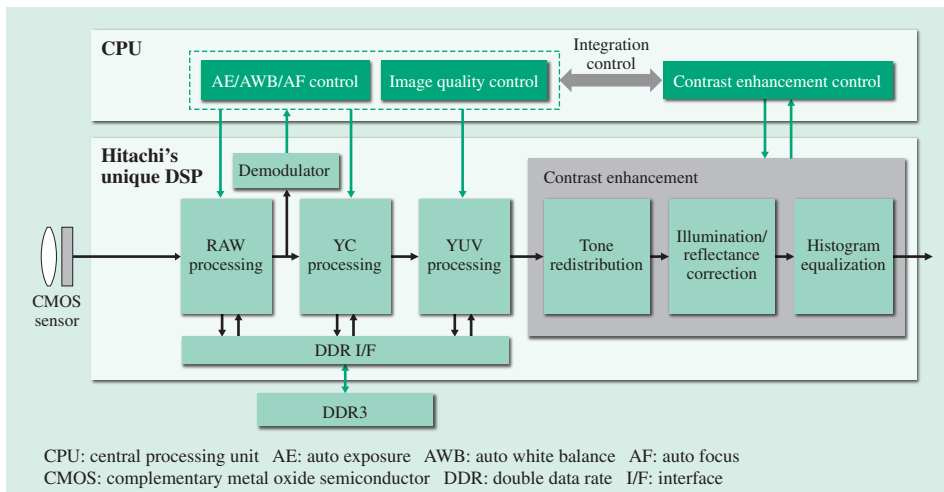 CPU
Integration
control
AE/AWB/AF control
Image quality control
Contrast enhancement control
Hitachi's
unique DSP
Demodulator
Contrast enhancement
RAW
processing
YC
processing
YUV
processing
Tone
redistribution
Illumination/
reflectance
correction
Histogram
equalization
CMOS
sensor
DDR I/F
DDR3
CPU: central processing unit AE: auto exposure AWB: auto white balance AF: auto focus
CMOS: complementary metal oxide semiconductor DDR: double data rate I/F: interface